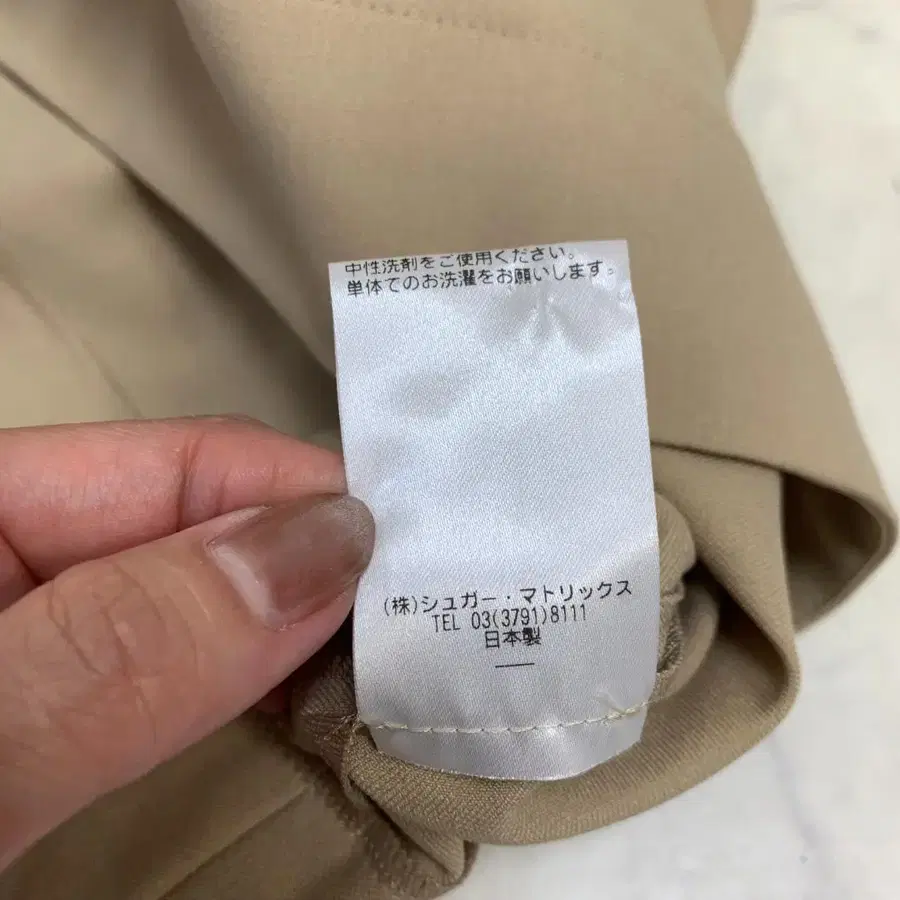 中性洗剤をご使用ください。
単体でのお洗濯をお願いします。
(株)シュガー・マトリックス
TEL 03(3791)8111
日本製